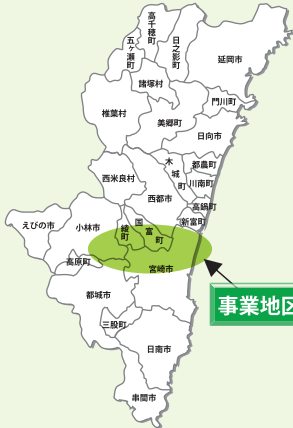 高千穂町
日之影町
五ヶ瀬町
延岡市
諸塚村
門川町
椎葉村
美郷町
日向市
木城町
都農町
西米良村
川南町
西都市
高鍋町
新富町
えびの市
小林市
綾町
国富町
高原町
宮崎市
都城市
事業地区
三股町
日南市
串間市